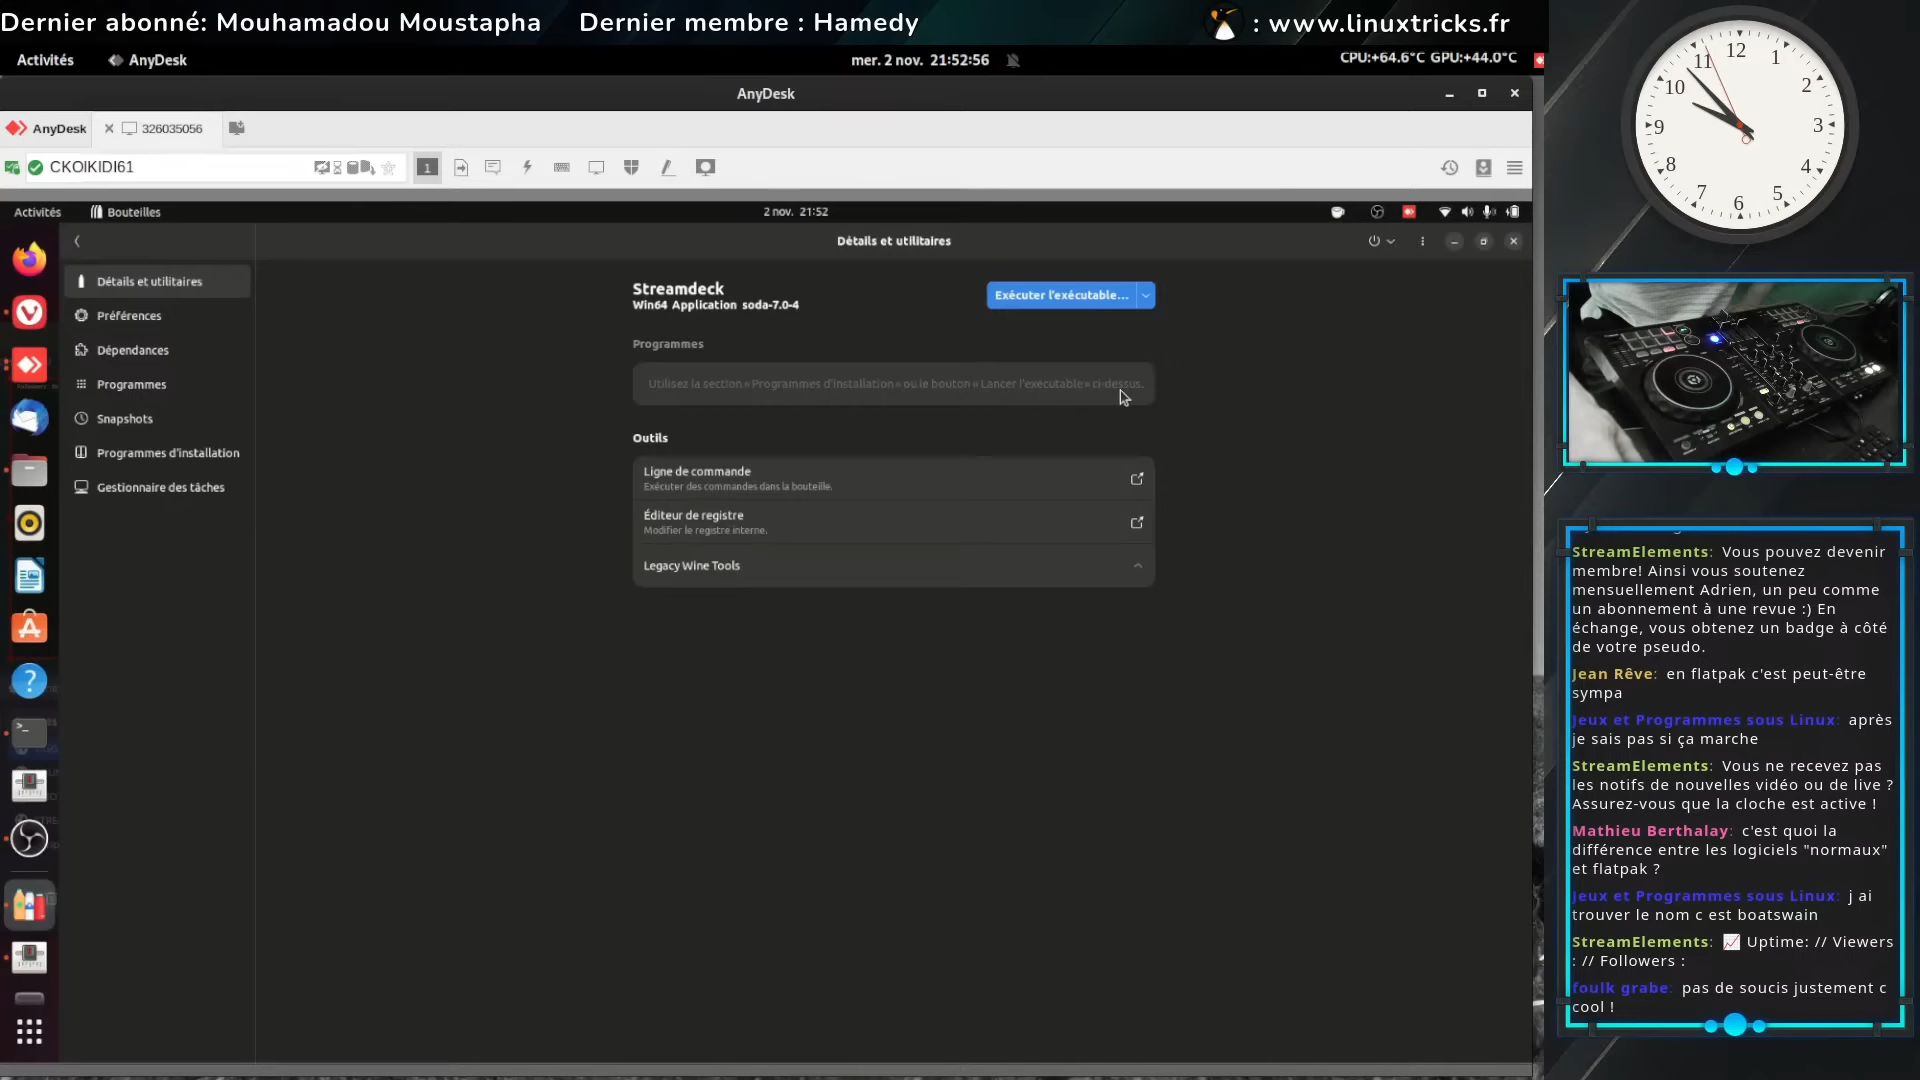 Dernier abonné: Mouhamadou Moustapha Dernier membre : Hamedy : www.linuxtricks.fr
Activités AnyDesk mer. 2 nov. 21:52:56 CPU:+64.6°C GPU:+44.0°C
AnyDesk
AnyDesk 326035056
CKOIKIDI61 1
Activités Bouteilles 2 nov. 21:52
Détails et utilitaires
Détails et utilitaires
Préférences
Dépendances
Programmes
Snapshots
Programmes d'installation
Gestionnaire des tâches
Streamdeck
Win64 Application soda-7.0-4
Exécuter l'exécutable...
Programmes
Utilisez la section « Programmes d'installation » ou le bouton « Lancer l'exécutable » ci-dessus.
Outils
Ligne de commande
Exécuter des commandes dans la bouteille.
Éditeur de registre
Modifier le registre interne.
Legacy Wine Tools
12
1
2
3
4
5
6
7
8
9
10
11
StreamElements: Vous pouvez devenir
membre! Ainsi vous soutenez
mensuellement Adrien, un peu comme
un abonnement à une revue :) En
échange, vous obtenez un badge à côté
de votre pseudo.
Jean Rêve: en flatpak c'est peut-être
sympa
Jeux et Programmes sous Linux: après
je sais pas si ça marche
StreamElements: Vous ne recevez pas
les notifs de nouvelles vidéo ou de live ?
Assurez-vous que la cloche est active !
Mathieu Berthalay: c'est quoi la
différence entre les logiciels "normaux"
et flatpak ?
Jeux et Programmes sous Linux: j ai
trouver le nom c est boatswain
StreamElements: 📈 Uptime: // Viewers
: // Followers :
foulk grabe: pas de soucis justement c
cool !